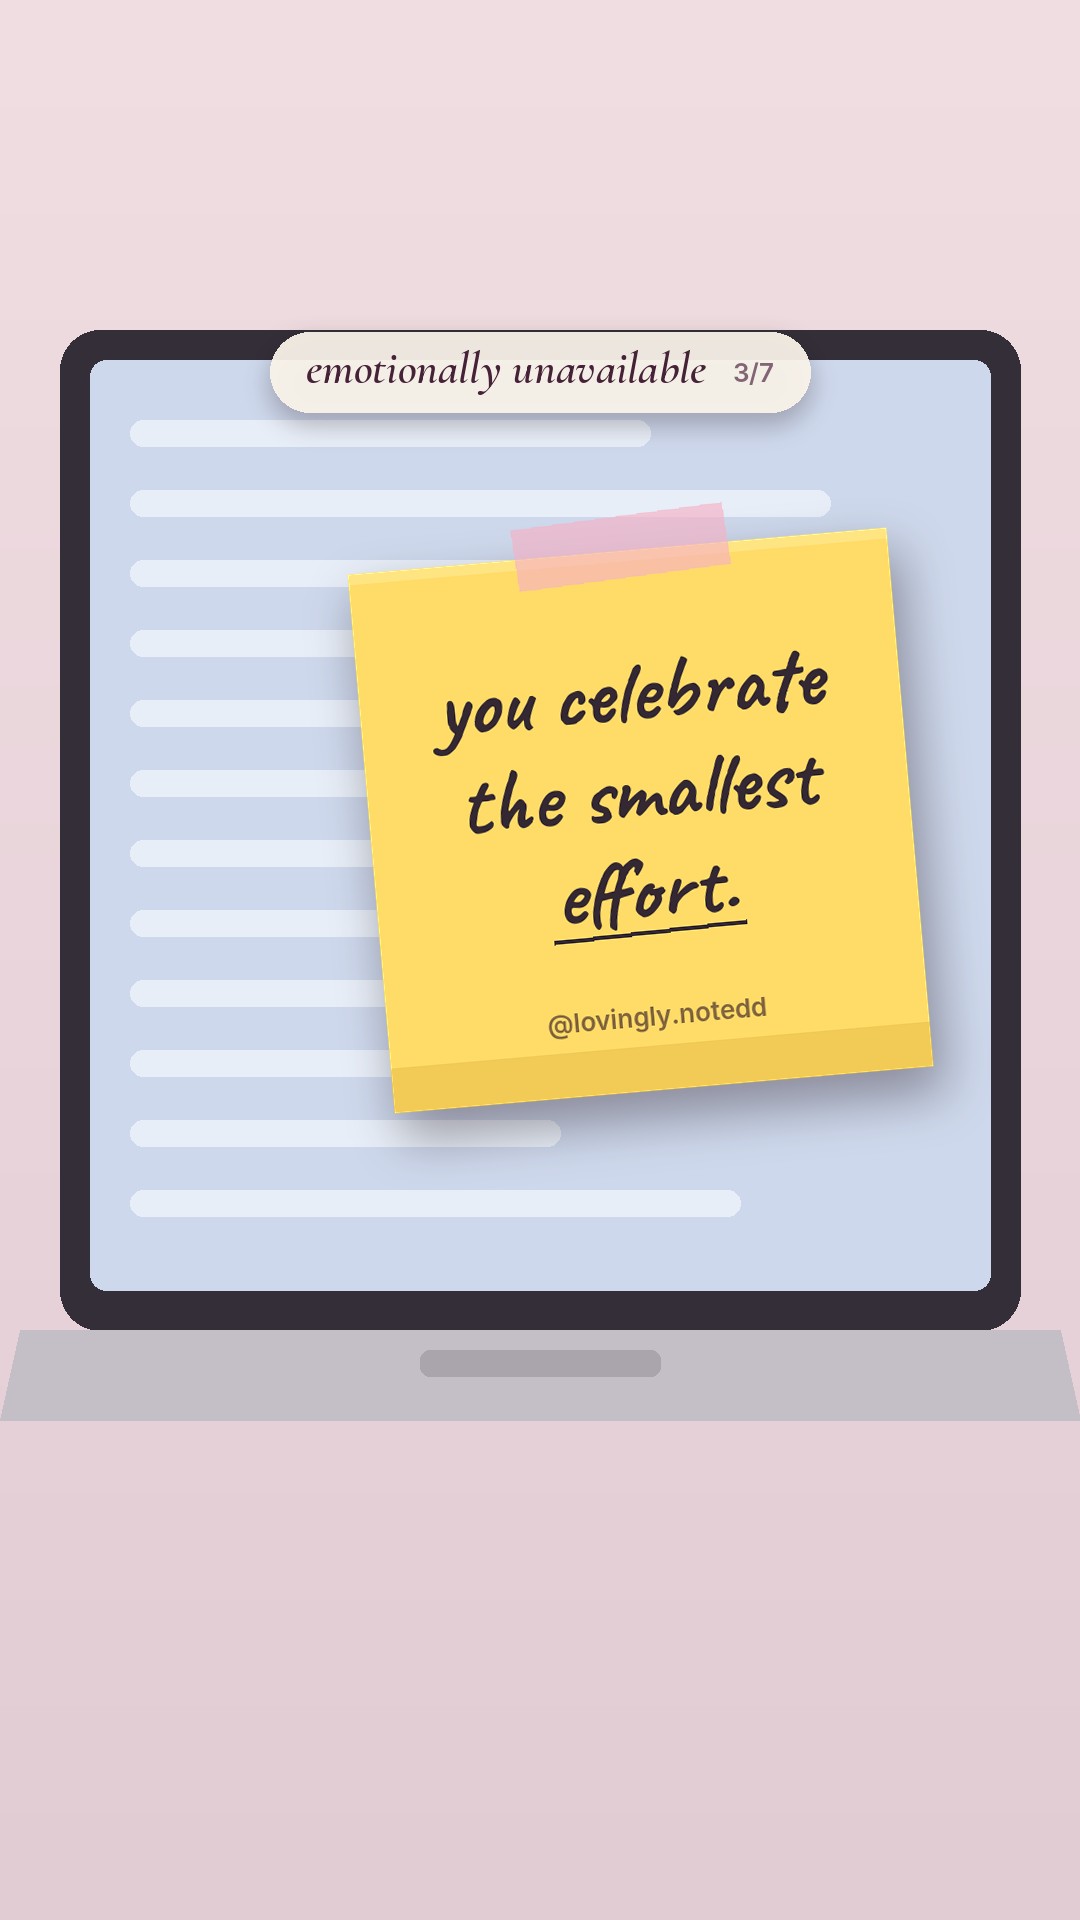 emotionally unavailable 3/7
you celebrate
the smallest
effort.
@lovingly.notedd